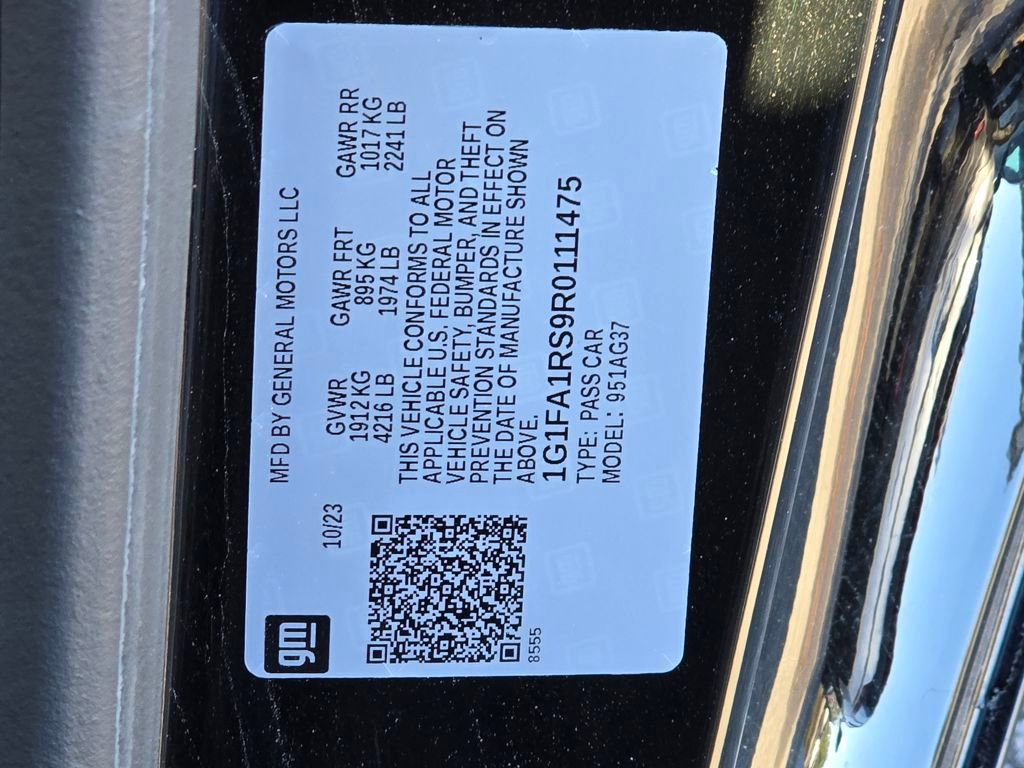 gm
MFD BY GENERAL MOTORS LLC
10/23
GVWR GAWR FRT GAWR RR
1912 KG 895 KG 1017 KG
4216 LB 1974 LB 2241 LB
THIS VEHICLE CONFORMS TO ALL
APPLICABLE U.S. FEDERAL MOTOR
VEHICLE SAFETY, BUMPER, AND THEFT
PREVENTION STANDARDS IN EFFECT ON
THE DATE OF MANUFACTURE SHOWN
ABOVE.
1G1FA1RS9R0111475
TYPE: PASS CAR
MODEL: 951AG37
8555